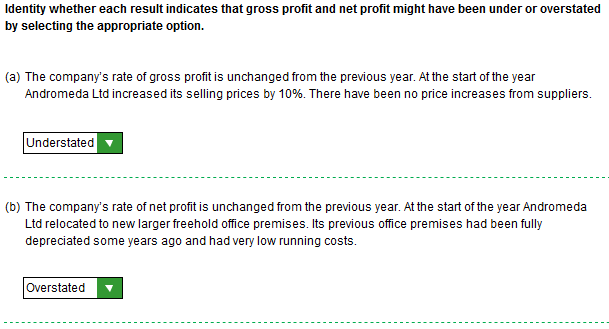 Identity whether each result indicates that gross profit and net profit might have been under or overstated
by selecting the appropriate option.
(a) The company's rate of gross profit is unchanged from the previous year. At the start of the year
Andromeda Ltd increased its selling prices by 10%. There have been no price increases from suppliers.
Understated
(b) The company's rate of net profit is unchanged from the previous year. At the start of the year Andromeda
Ltd relocated to new larger freehold office premises. Its previous office premises had been fully
depreciated some years ago and had very low running costs.
Overstated